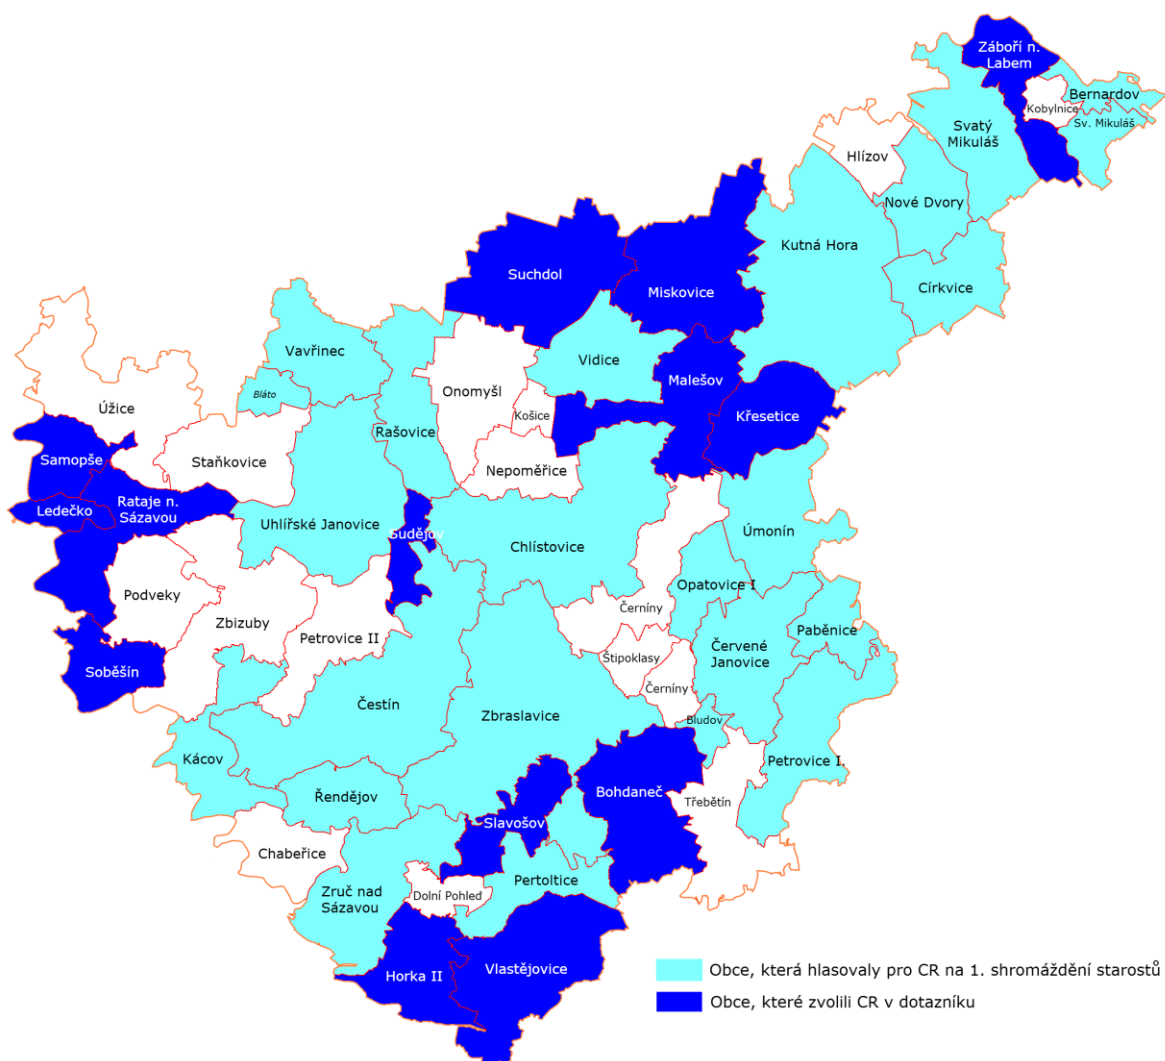 Záboří n.
Labem
Bernardov
Kobylnice
Sv. Mikuláš
Svatý
Mikuláš
Hlízov
Nové Dvory
Kutná Hora
Církvice
Suchdol
Miskovice
Vavřinec
Vidice
Malešov
Bláto
Onomyšl
Úžice
Košice
Křesetice
Rašovice
Samopše
Staňkovice
Nepoměřice
Rataje n.
Sázavou
Ledečko
Uhlířské Janovice
Sudějov
Úmonín
Chlístovice
Opatovice I
Podveky
Černíny
Zbizuby
Petrovice II
Paběnice
Červené
Janovice
Štipoklasy
Soběšín
Černíny
Čestín
Zbraslavice
Bludov
Kácov
Petrovice I.
Bohdaneč
Řendějov
Třebětín
Slavošov
Chabeřice
Pertoltice
Zruč nad
Sázavou
Dolní Pohleď
Horka II
Vlastějovice
Obce, která hlasovaly pro CR na 1. shromáždění starostů
Obce, které zvolili CR v dotazníku